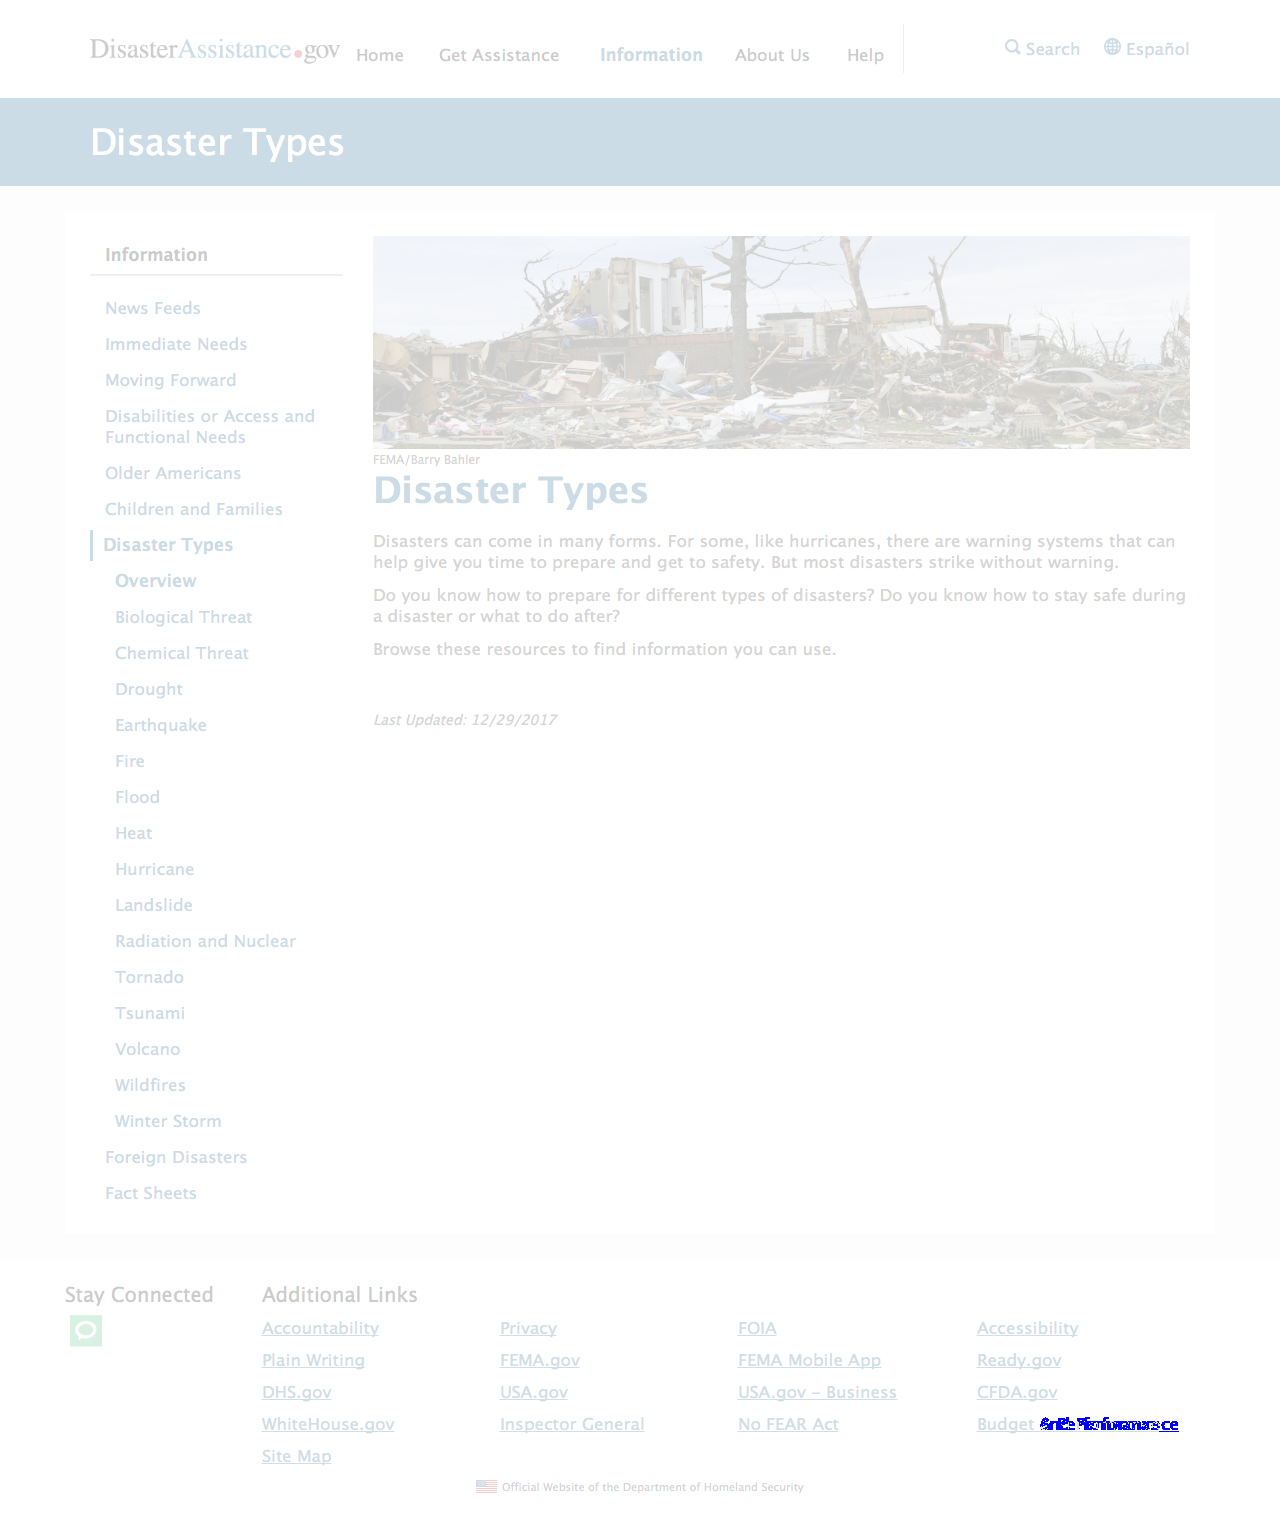 DisasterAssistance.gov
Home Get Assistance Information About Us Help
Search Español
Disaster Types
Information
News Feeds
Immediate Needs
Moving Forward
Disabilities or Access and
Functional Needs
Older Americans
Children and Families
Disaster Types
Overview
Biological Threat
Chemical Threat
Drought
Earthquake
Fire
Flood
Heat
Hurricane
Landslide
Radiation and Nuclear
Tornado
Tsunami
Volcano
Wildfires
Winter Storm
Foreign Disasters
Fact Sheets
FEMA/Barry Bahler
Disaster Types
Disasters can come in many forms. For some, like hurricanes, there are warning systems that can
help give you time to prepare and get to safety. But most disasters strike without warning.
Do you know how to prepare for different types of disasters? Do you know how to stay safe during
a disaster or what to do after?
Browse these resources to find information you can use.
Last Updated: 12/29/2017
Stay Connected
Additional Links
Accountability Privacy FOIA Accessibility
Plain Writing FEMA.gov FEMA Mobile App Ready.gov
DHS.gov USA.gov USA.gov – Business CFDA.gov
WhiteHouse.gov Inspector General No FEAR Act Budget
Site Map
Official Website of the Department of Homeland Security